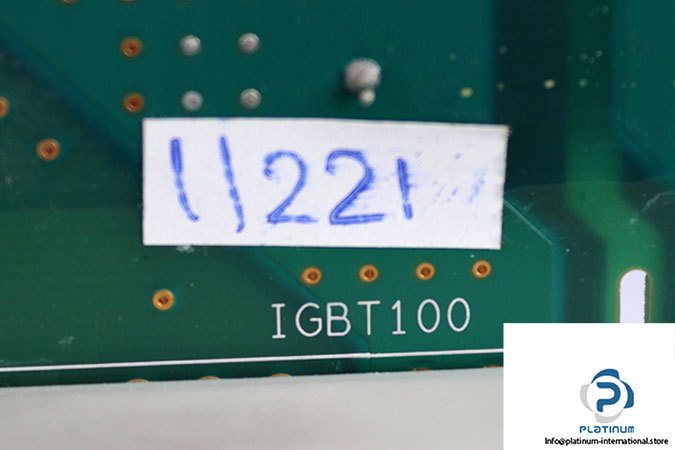 11221
IGBT100
PLATINUM
Info@platinum-international.store